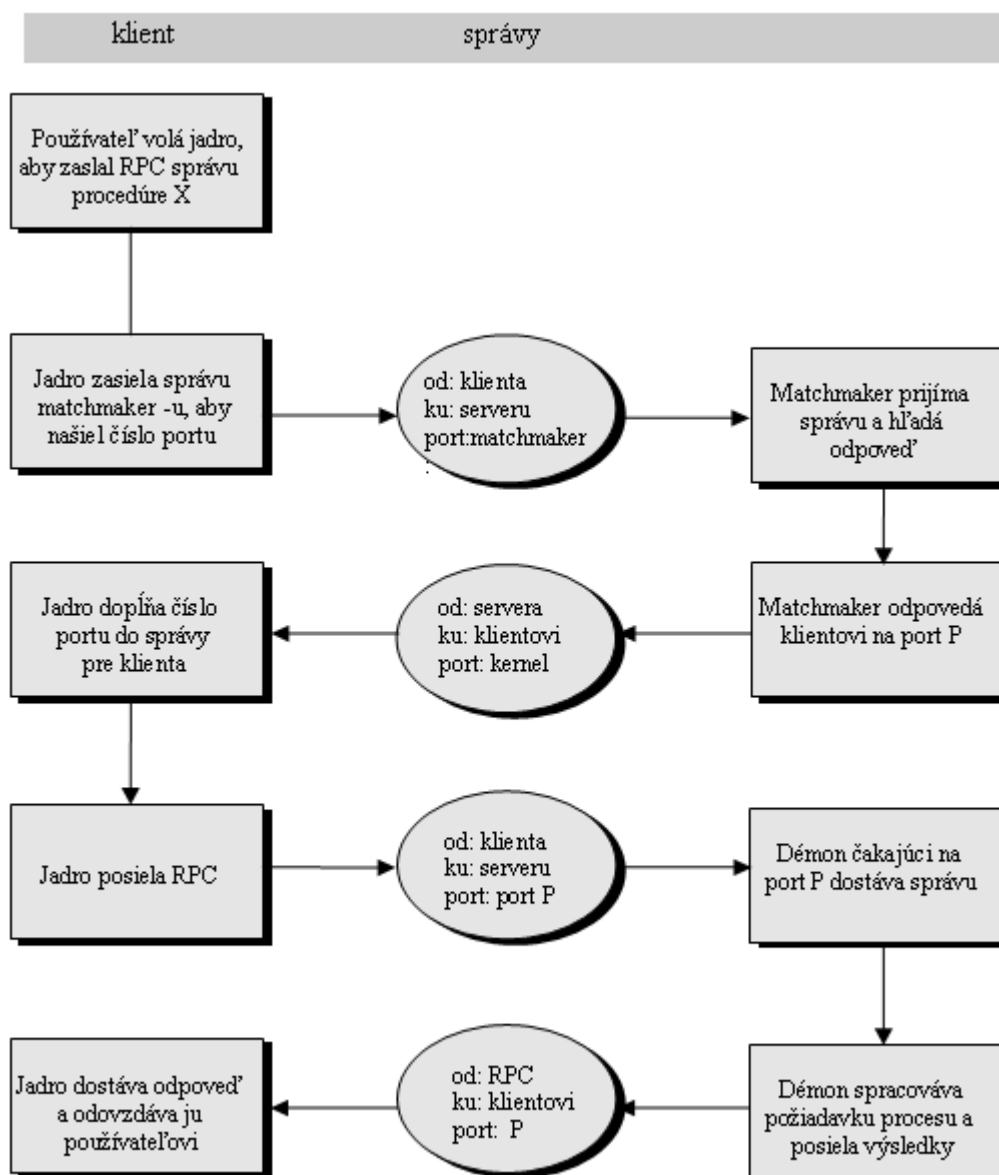 klient správy
Používateľ volá jadro,
aby zaslal RPC správu
procedúre X
Jadro zasiela správu
matchmaker -u, aby
našiel číslo portu
od: klienta
ku: serveru
port:matchmaker
:
Matchmaker prijíma
správu a hľadá
odpoveď
Jadro dopĺňa číslo
portu do správy
pre klienta
od: servera
ku: klientovi
port: kernel
Matchmaker odpovedá
klientovi na port P
Jadro posiela RPC
od: klienta
ku: serveru
port: port P
Démon čakajúci na
port P dostáva správu
Jadro dostáva odpoveď
a odovzdáva ju
používateľovi
od: RPC
ku: klientovi
port: P
Démon spracováva
požiadavku procesu a
posiela výsledky